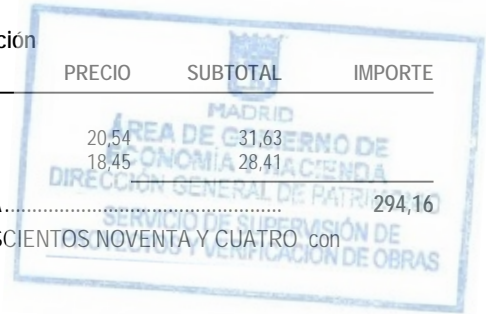 ción
PRECIO SUBTOTAL IMPORTE
MADRID
ÁREA DE GOBIERNO DE
20,54 31,63
ECONOMÍA Y HACIENDA
18,45 28,41
DIRECCIÓN GENERAL DE PATRIMONIO
A............................................................ 294,16
SERVICIO DE SUPERVISIÓN DE
SCIENTOS NOVENTA Y CUATRO con
PROYECTOS Y VERIFICACIÓN DE OBRAS